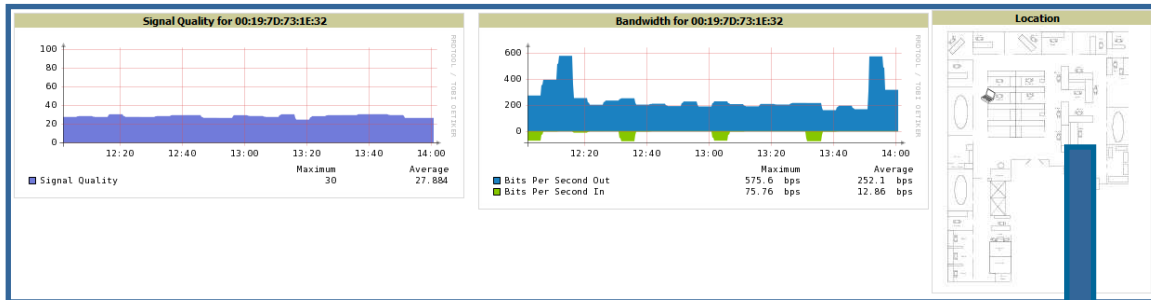 Signal Quality for 00:19:7D:73:1E:32
100
80
60
40
20
0
12:20 12:40 13:00 13:20 13:40 14:00
Maximum Average
Signal Quality 30 27.884
RRDTOOL / TOBI OETIKER
Bandwidth for 00:19:7D:73:1E:32
600
400
200
0
12:20 12:40 13:00 13:20 13:40 14:00
Maximum Average
Bits Per Second Out 575.6 bps 252.1 bps
Bits Per Second In 75.76 bps 12.86 bps
RRDTOOL / TOBI OETIKER
Location